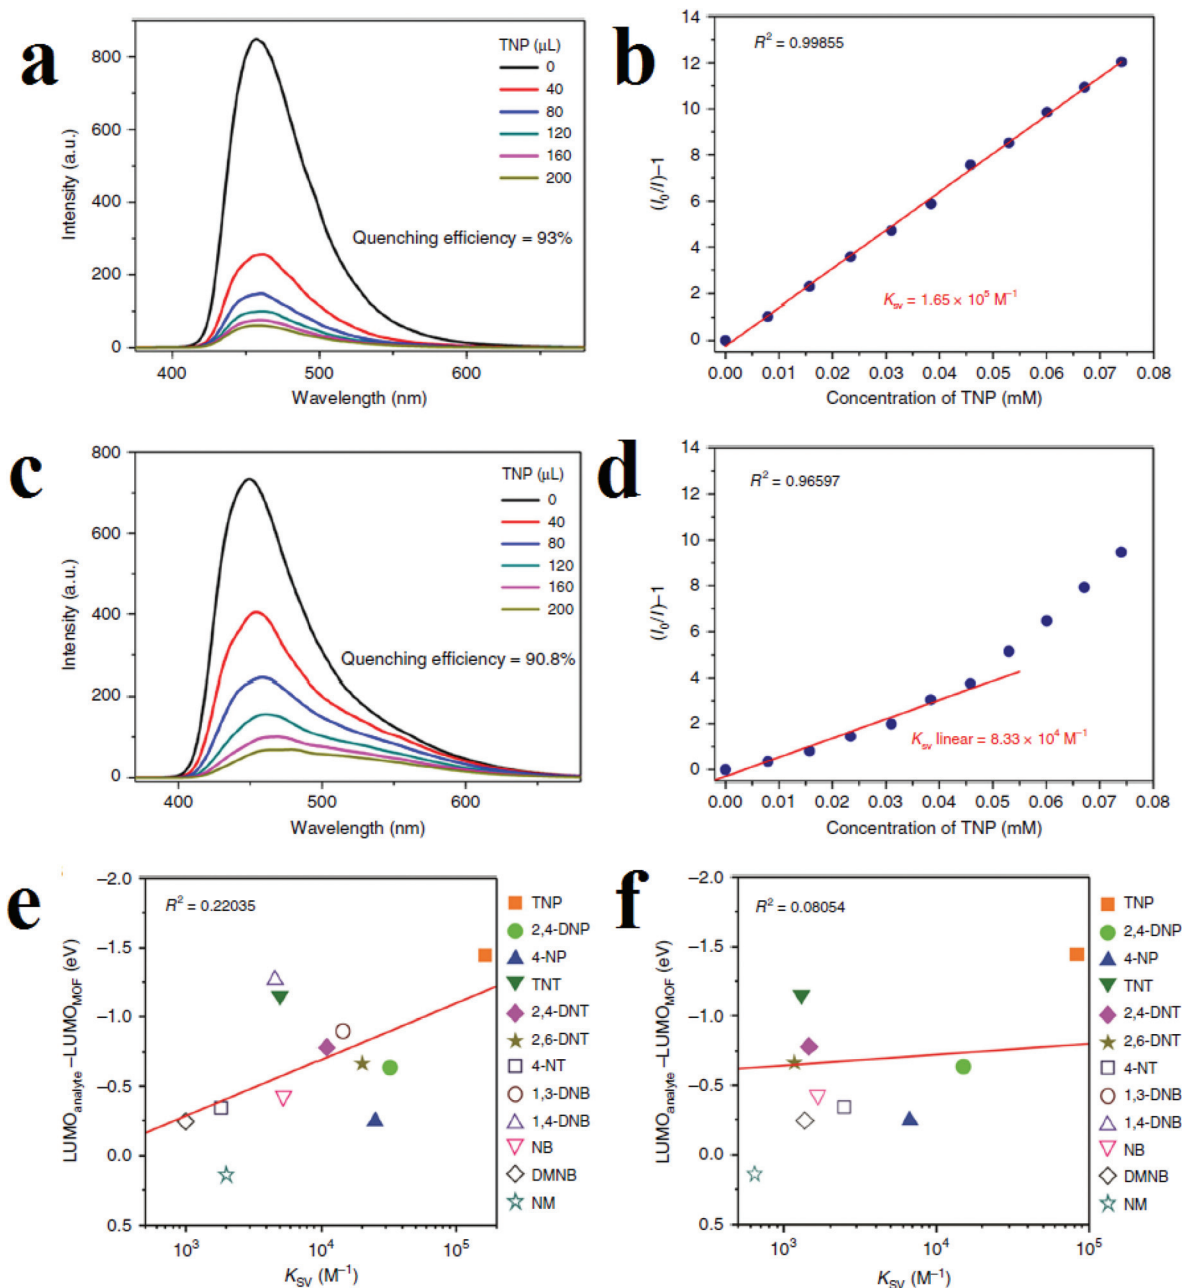 a
800
600
400
200
0
Intensity (a.u.)
TNP (μL)
0
40
80
120
160
200
Quenching efficiency = 93%
400
500
600
Wavelength (nm)
b
14
12
10
8
6
4
2
0
(I₀/I)–1
R² = 0.99855
Kₛᵥ = 1.65 × 10⁵ M⁻¹
0.00 0.01 0.02 0.03 0.04 0.05 0.06 0.07 0.08
Concentration of TNP (mM)
c
800
600
400
200
0
Intensity (a.u.)
TNP (μL)
0
40
80
120
160
200
Quenching efficiency = 90.8%
400
500
600
Wavelength (nm)
d
14
12
10
8
6
4
2
0
(I₀/I)–1
R² = 0.96597
Kₛᵥ linear = 8.33 × 10⁴ M⁻¹
0.00 0.01 0.02 0.03 0.04 0.05 0.06 0.07 0.08
Concentration of TNP (mM)
e
–2.0
–1.5
–1.0
–0.5
0.0
0.5
LUMO_analyte–LUMO_MOF (eV)
R² = 0.22035
TNP
2,4-DNP
4-NP
TNT
2,4-DNT
2,6-DNT
4-NT
1,3-DNB
1,4-DNB
NB
DMNB
NM
10³
10⁴
10⁵
K_SV (M⁻¹)
f
–2.0
–1.5
–1.0
–0.5
0.0
0.5
LUMO_analyte–LUMO_MOF (eV)
R² = 0.08054
TNP
2,4-DNP
4-NP
TNT
2,4-DNT
2,6-DNT
4-NT
1,3-DNB
1,4-DNB
NB
DMNB
NM
10³
10⁴
10⁵
K_SV (M⁻¹)